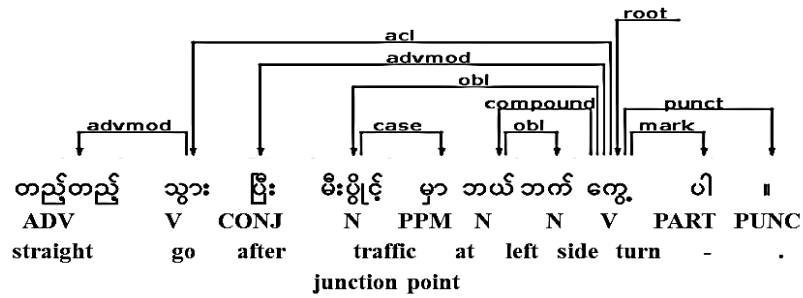 root
acl
advmod
obl
compound punct
advmod case obl mark
တည့်တည့် သွား ပြီး မီးပွိုင့် မှာ ဘယ် ဘက် ကွေ့ ပါ ။
ADV V CONJ N PPM N N V PART PUNC
straight go after traffic at left side turn - .
junction point